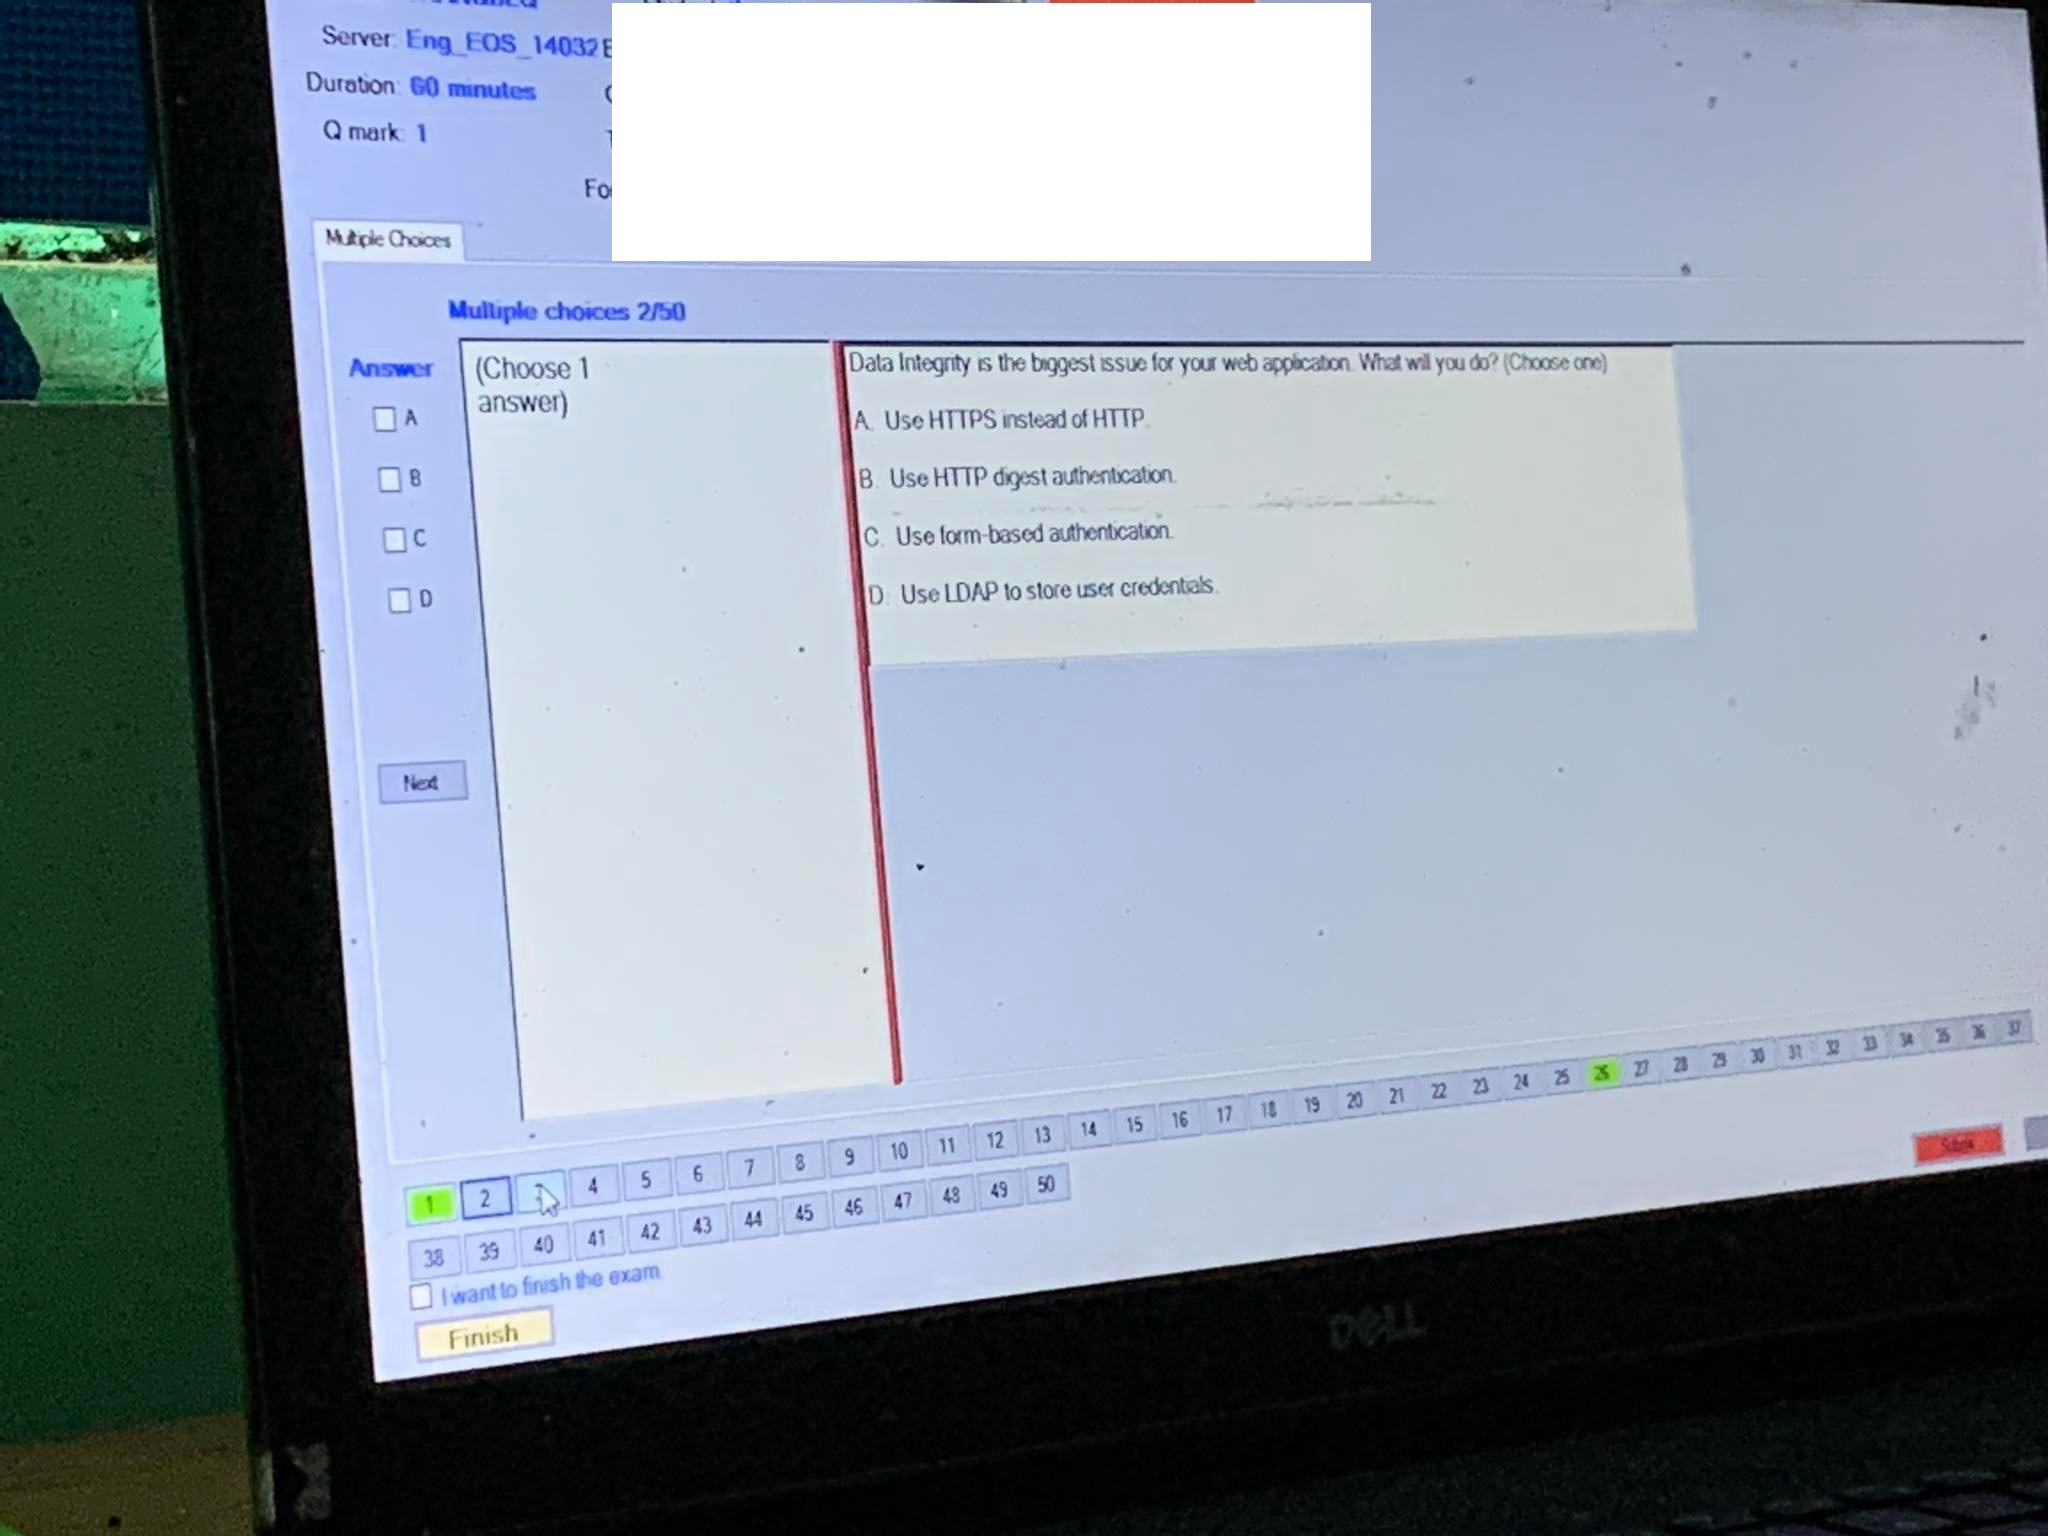 Server: Eng_EOS_14032
Duration: 60 minutes
Q mark: 1
Multiple Choices
Multiple choices 2/50
Answer
(Choose 1
answer)
A
B
C
D
Data Integrity is the biggest issue for your web application. What will you do? (Choose one)
A. Use HTTPS instead of HTTP.
B. Use HTTP digest authentication.
C. Use form-based authentication.
D. Use LDAP to store user credentials.
Next
1 2 4 5 6 7 8 9 10 11 12 13 14 15 16 17 18 19 20 21 22 23 24 25 26 27 28 29 30 31 32 33 34 35 36 37
38 39 40 41 42 43 44 45 46 47 48 49 50
I want to finish the exam.
Finish
DELL